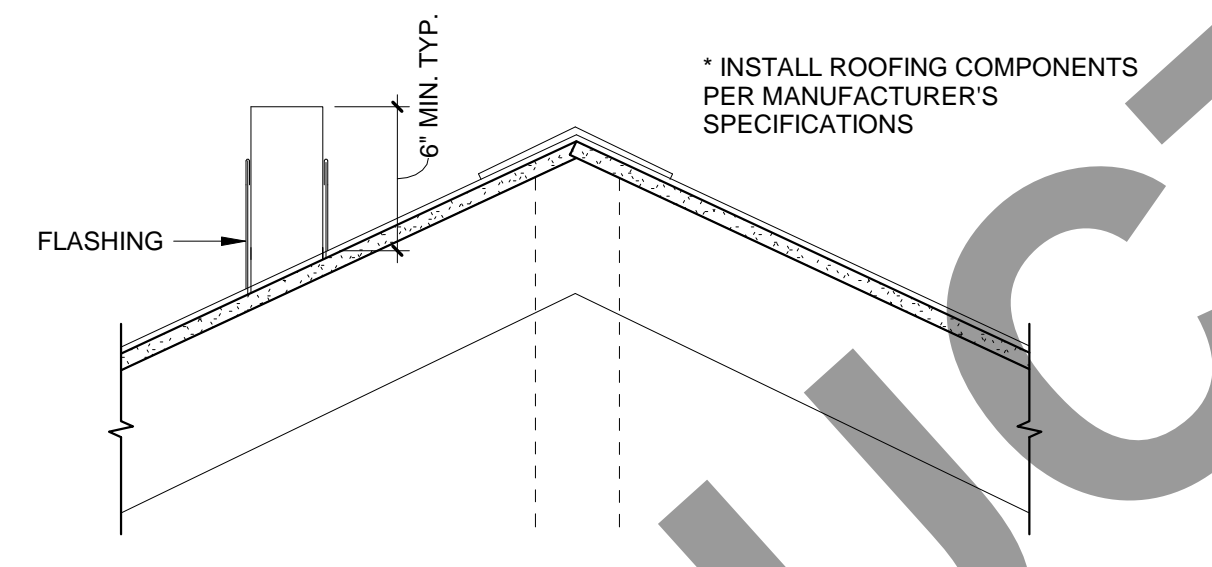 6" MIN. TYP.
* INSTALL ROOFING COMPONENTS
PER MANUFACTURER'S
SPECIFICATIONS
FLASHING